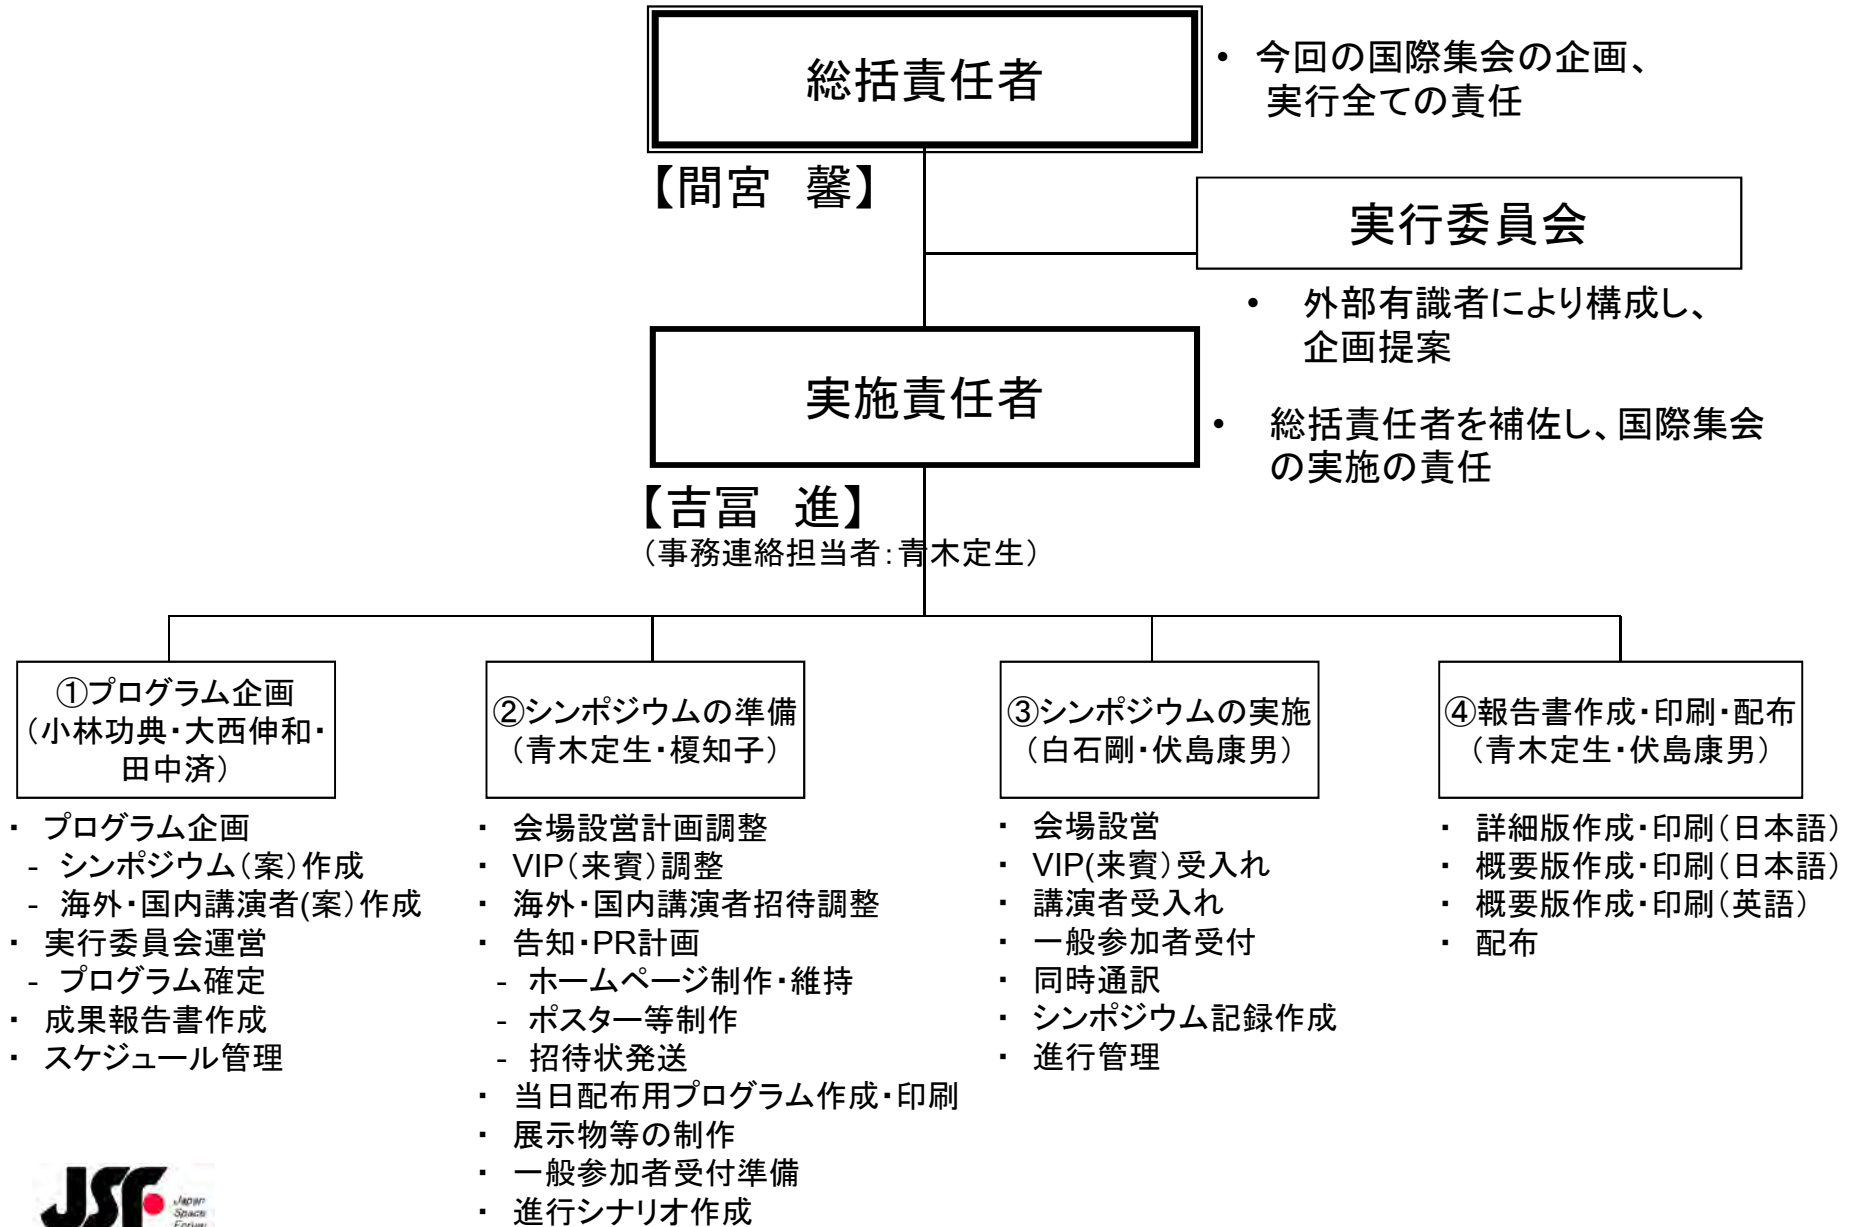 総括責任者
• 今回の国際集会の企画、
実行全ての責任
【間宮　馨】
実行委員会
• 外部有識者により構成し、
企画提案
実施責任者
• 総括責任者を補佐し、国際集会
の実施の責任
【吉冨　進】
（事務連絡担当者：青木定生）
①プログラム企画
（小林功典・大西伸和・
田中済）
・ プログラム企画
- シンポジウム（案）作成
- 海外・国内講演者(案）作成
・ 実行委員会運営
- プログラム確定
・ 成果報告書作成
・ スケジュール管理
②シンポジウムの準備
（青木定生・榎知子）
・ 会場設営計画調整
・ VIP（来賓）調整
・ 海外・国内講演者招待調整
・ 告知・PR計画
- ホームページ制作・維持
- ポスター等制作
- 招待状発送
・ 当日配布用プログラム作成・印刷
・ 展示物等の制作
・ 一般参加者受付準備
・ 進行シナリオ作成
③シンポジウムの実施
（白石剛・伏島康男）
・ 会場設営
・ VIP(来賓）受入れ
・ 講演者受入れ
・ 一般参加者受付
・ 同時通訳
・ シンポジウム記録作成
・ 進行管理
④報告書作成・印刷・配布
（青木定生・伏島康男）
・ 詳細版作成・印刷（日本語）
・ 概要版作成・印刷（日本語）
・ 概要版作成・印刷（英語）
・ 配布
JSF
Japan
Space
Forum